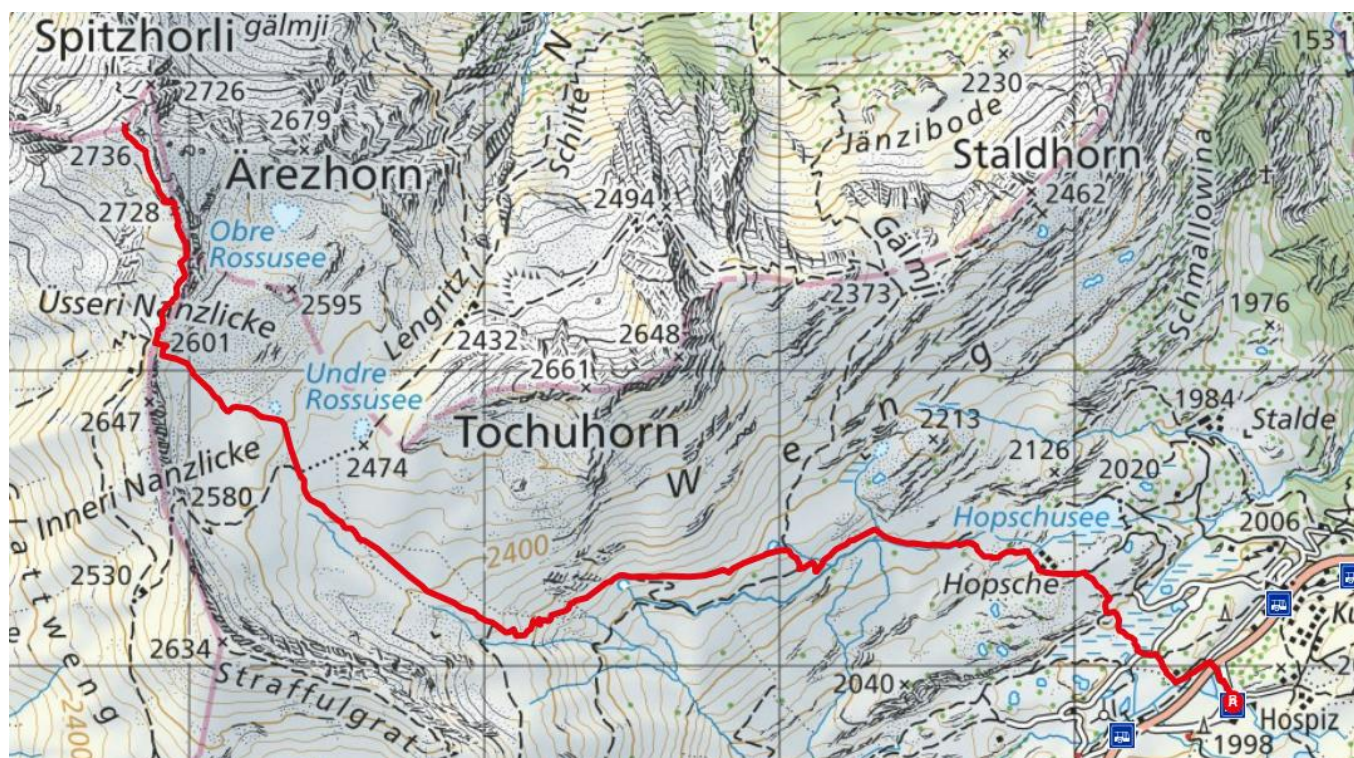 Spitzhorli
gälmji
2726
2679
2736
Ärezhorn
2728
Obre
Rossusee
Üsseri Nanzlicke
2595
2601
Lengritz
Schilte
N
2494
2432
2648
2661
Undre
Rossusee
2647
Tochuhorn
2474
Inneri Nanzlicke
2580
2530
2634
Straffulgrat
2400
2400
2230
Jänzibode
Staldhorn
2462
Gälmji
2373
Schmallowina
1531
1976
W e n g
2213
1984
Stalde
2126
2020
Hopschusee
2006
Hopsche
2040
Hospiz
1998